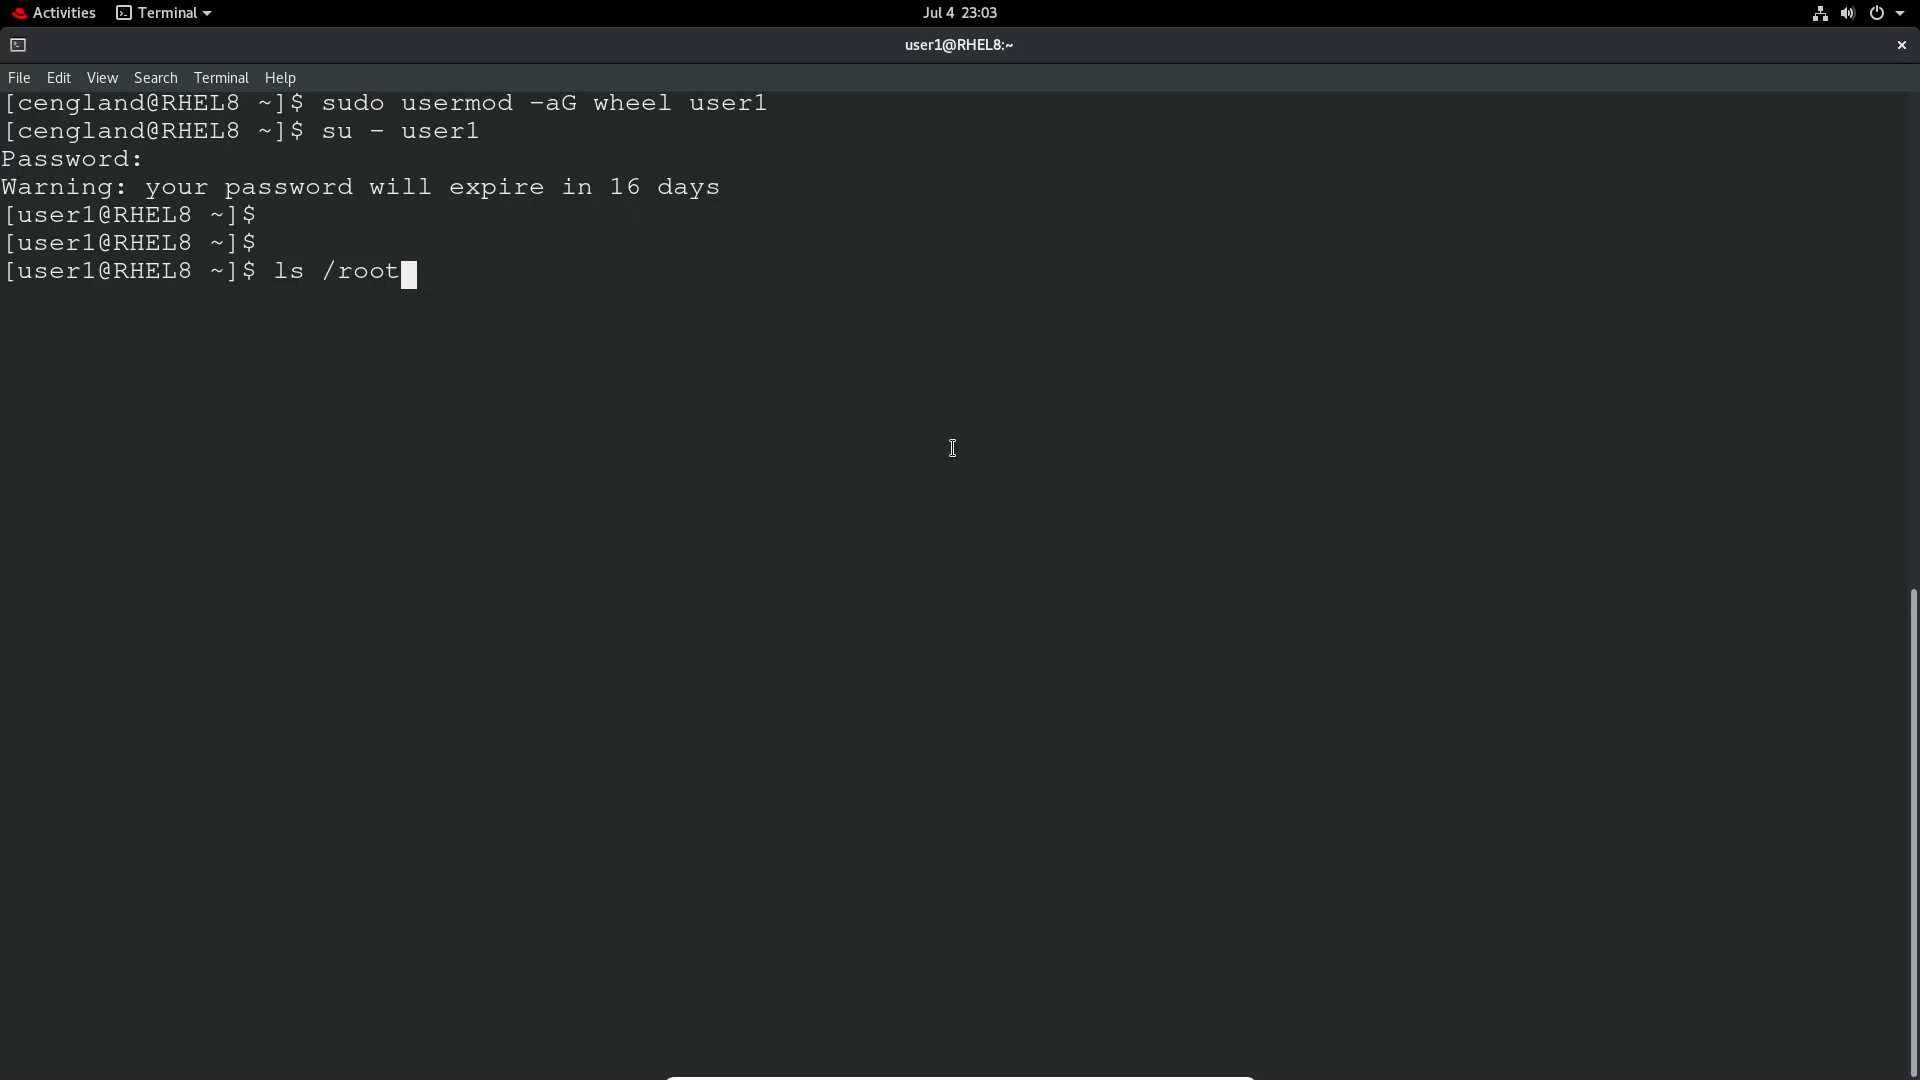 Activities Terminal Jul 4 23:03
user1@RHEL8:~
File Edit View Search Terminal Help
[cengland@RHEL8 ~]$ sudo usermod -aG wheel user1
[cengland@RHEL8 ~]$ su - user1
Password:
Warning: your password will expire in 16 days
[user1@RHEL8 ~]$
[user1@RHEL8 ~]$
[user1@RHEL8 ~]$ ls /root